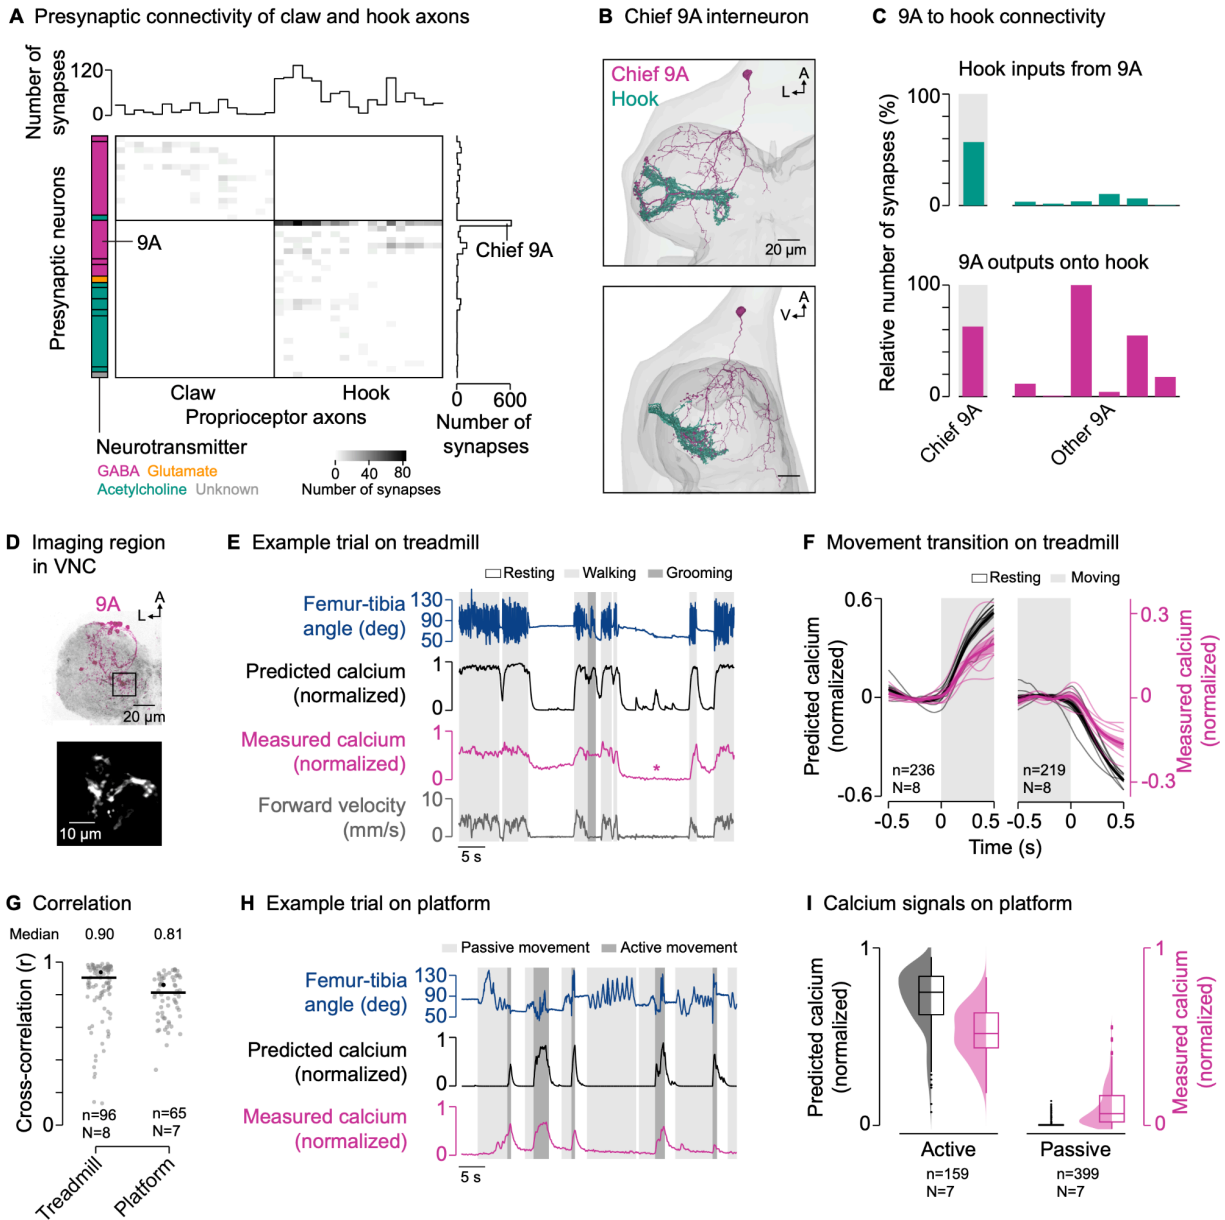 A Presynaptic connectivity of claw and hook axons
Number of
synapses
120
0
Presynaptic neurons
9A
Chief 9A
Claw
Hook
Proprioceptor axons
0
600
Number of
synapses
Neurotransmitter
GABA Glutamate
Acetylcholine Unknown
0 40 80
Number of synapses
B Chief 9A interneuron
Chief 9A
Hook
A
L
20 µm
A
V
C 9A to hook connectivity
Hook inputs from 9A
100
0
9A outputs onto hook
100
0
Relative number of synapses (%)
Chief 9A
Other 9A
D Imaging region
in VNC
9A
A
L
20 µm
10 µm
E Example trial on treadmill
Resting Walking Grooming
Femur-tibia
angle (deg)
130
90
50
Predicted calcium
(normalized)
1
0
Measured calcium
(normalized)
1
0
*
Forward velocity
(mm/s)
10
0
5 s
F Movement transition on treadmill
Resting Moving
Predicted calcium
(normalized)
0.6
0
-0.6
n=236
N=8
n=219
N=8
0.3
0
-0.3
Measured calcium
(normalized)
-0.5 0 0.5 -0.5 0 0.5
Time (s)
G Correlation
Median 0.90 0.81
Cross-correlation (r)
1
0
n=96
N=8
n=65
N=7
Treadmill
Platform
H Example trial on platform
Passive movement Active movement
Femur-tibia
angle (deg)
130
90
50
Predicted calcium
(normalized)
1
0
Measured calcium
(normalized)
1
0
5 s
I Calcium signals on platform
Predicted calcium
(normalized)
1
0
1
0
Measured calcium
(normalized)
Active
n=159
N=7
Passive
n=399
N=7